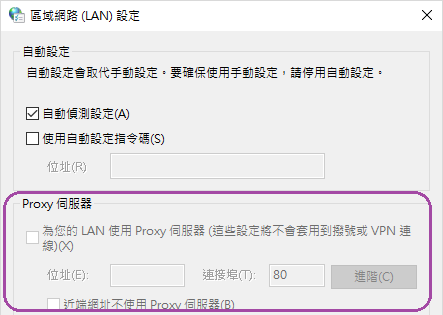 區域網路 (LAN) 設定
自動設定
自動設定會取代手動設定。要確保使用手動設定，請停用自動設定。
自動偵測設定(A)
使用自動設定指令碼(S)
位址(R)
Proxy 伺服器
為您的 LAN 使用 Proxy 伺服器 (這些設定將不會套用到撥號或 VPN 連
線)(X)
位址(E): 連接埠(T): 80 進階(C)
近端網址不使用 Proxy 伺服器(B)